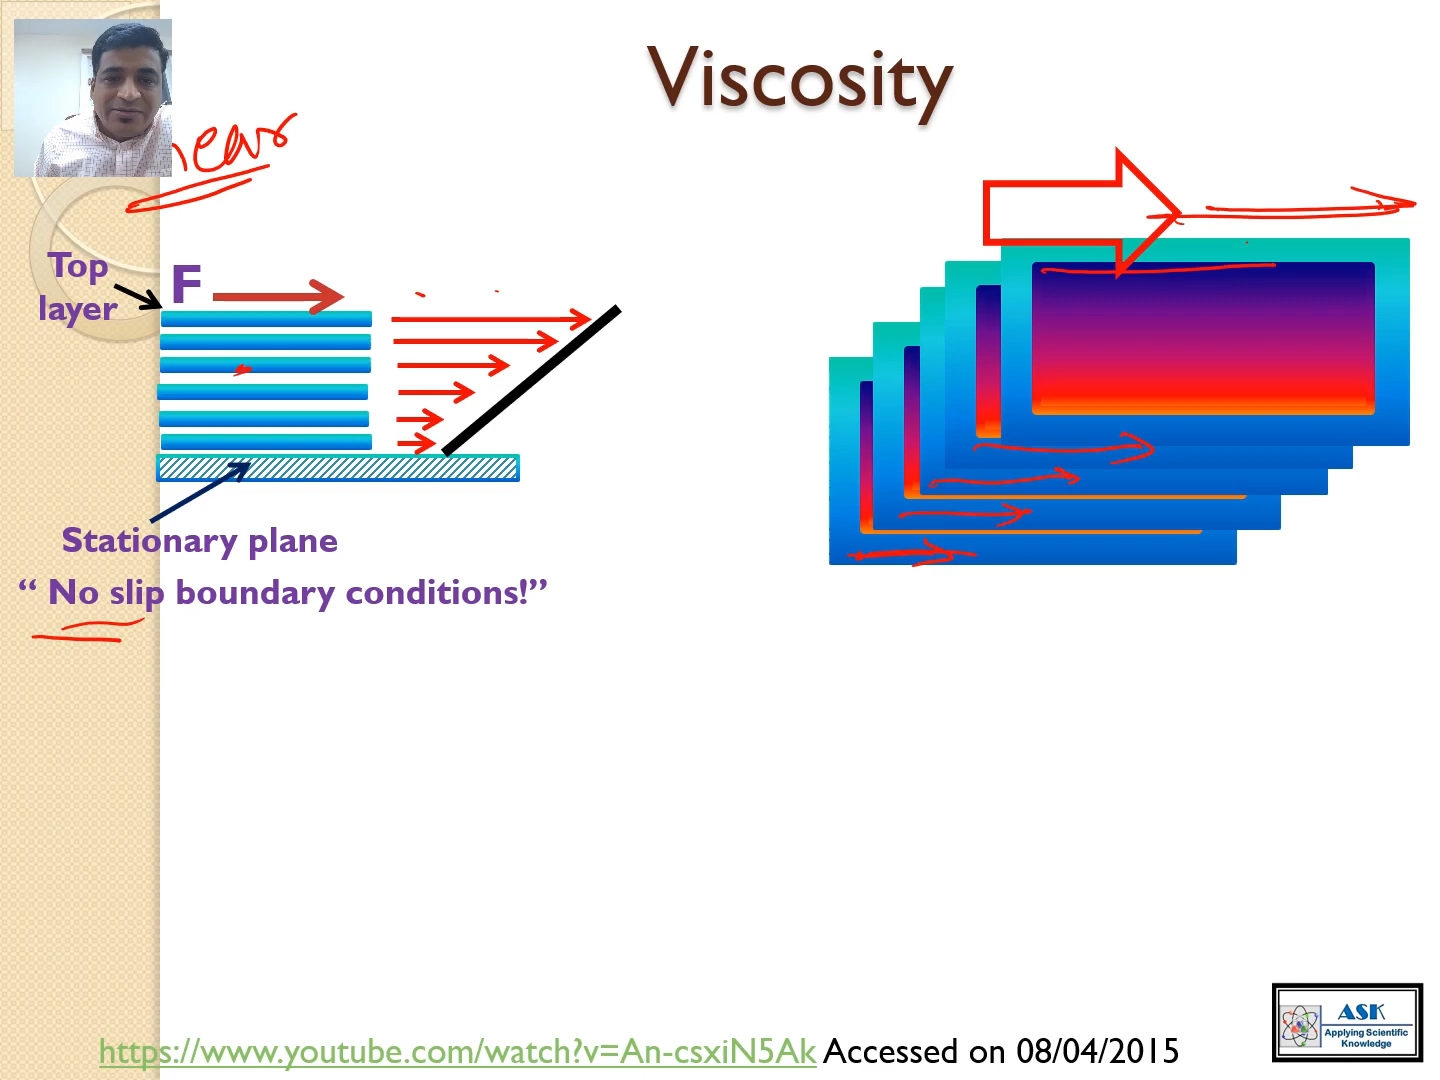 Viscosity
Top
layer
F
Stationary plane
“ No slip boundary conditions!”
https://www.youtube.com/watch?v=An-csxiN5Ak Accessed on 08/04/2015
ASK
Applying Scientific
Knowledge